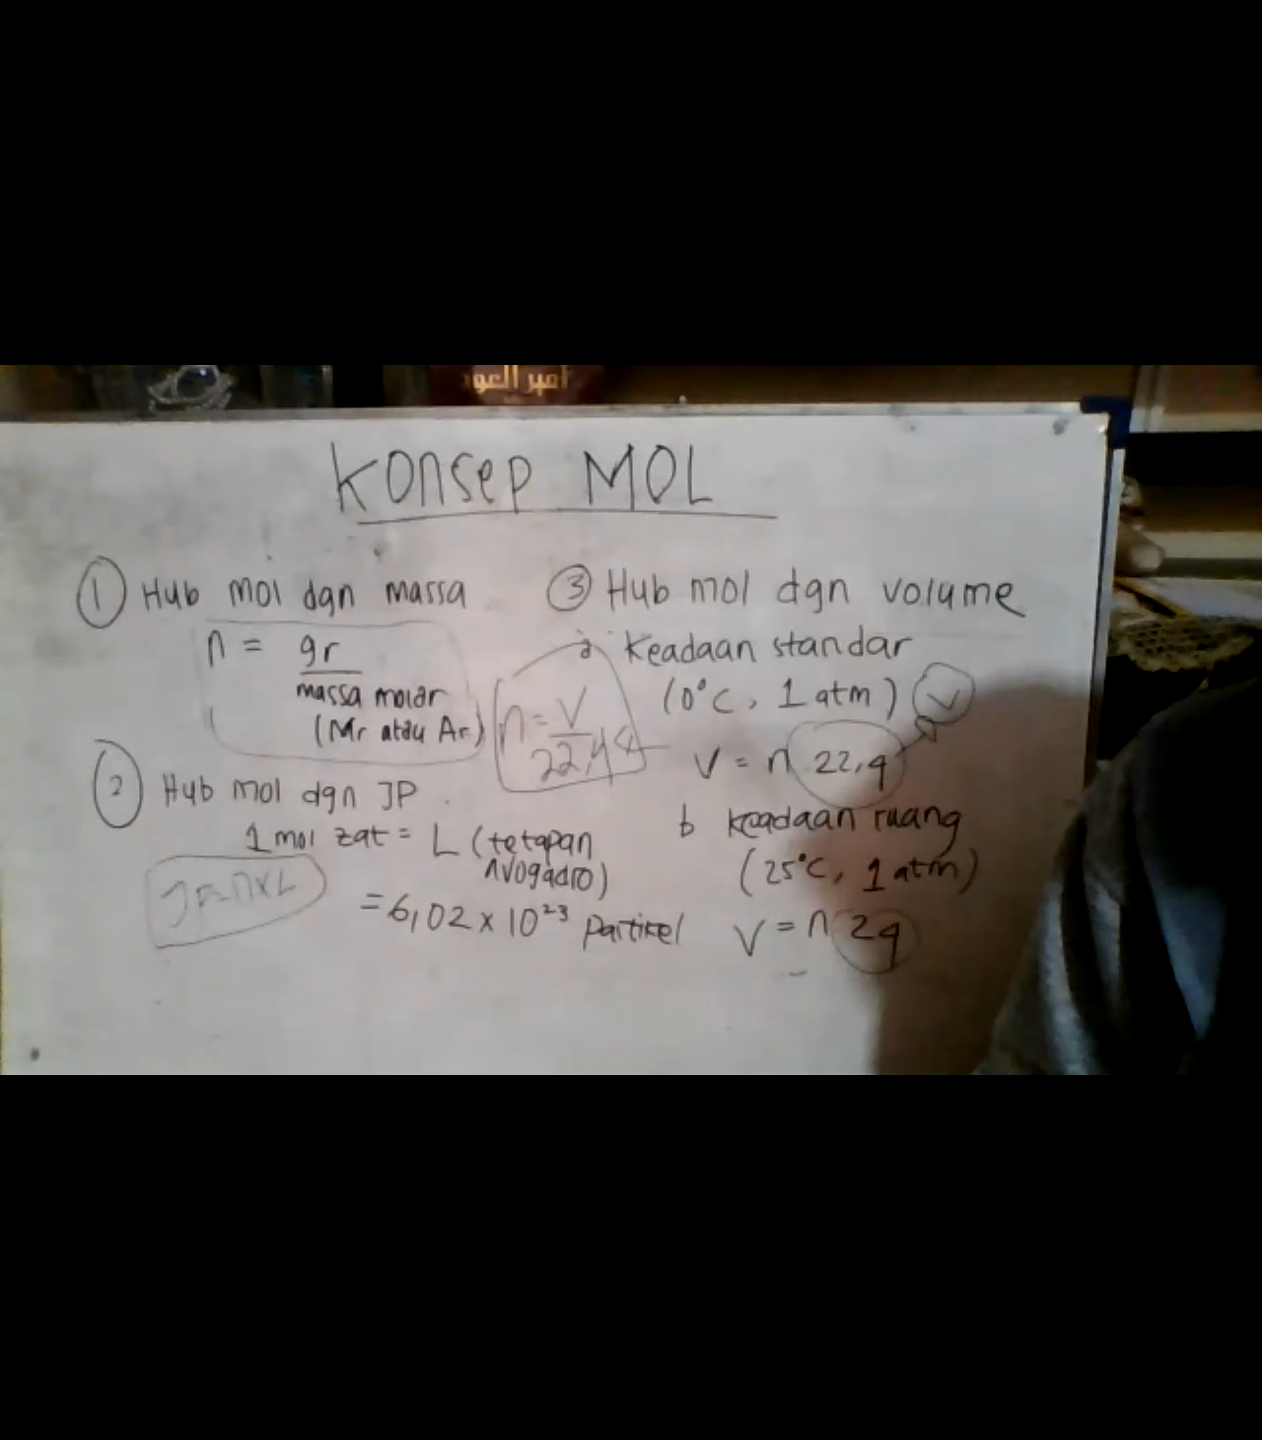 أمير العود
Konsep MOL
① Hub mol dgn massa
n = gr
massa molar
(Mr atau Ar)
② Hub mol dgn JP
1 mol zat = L (tetapan
Avogadro)
JP = n x L
= 6,02 x 10²³ partikel
③ Hub mol dgn volume
a Keadaan standar
(0°C, 1 atm) V
n = V
22,4
V = n 22,4
b Keadaan ruang
(25°C, 1 atm)
V = n 24